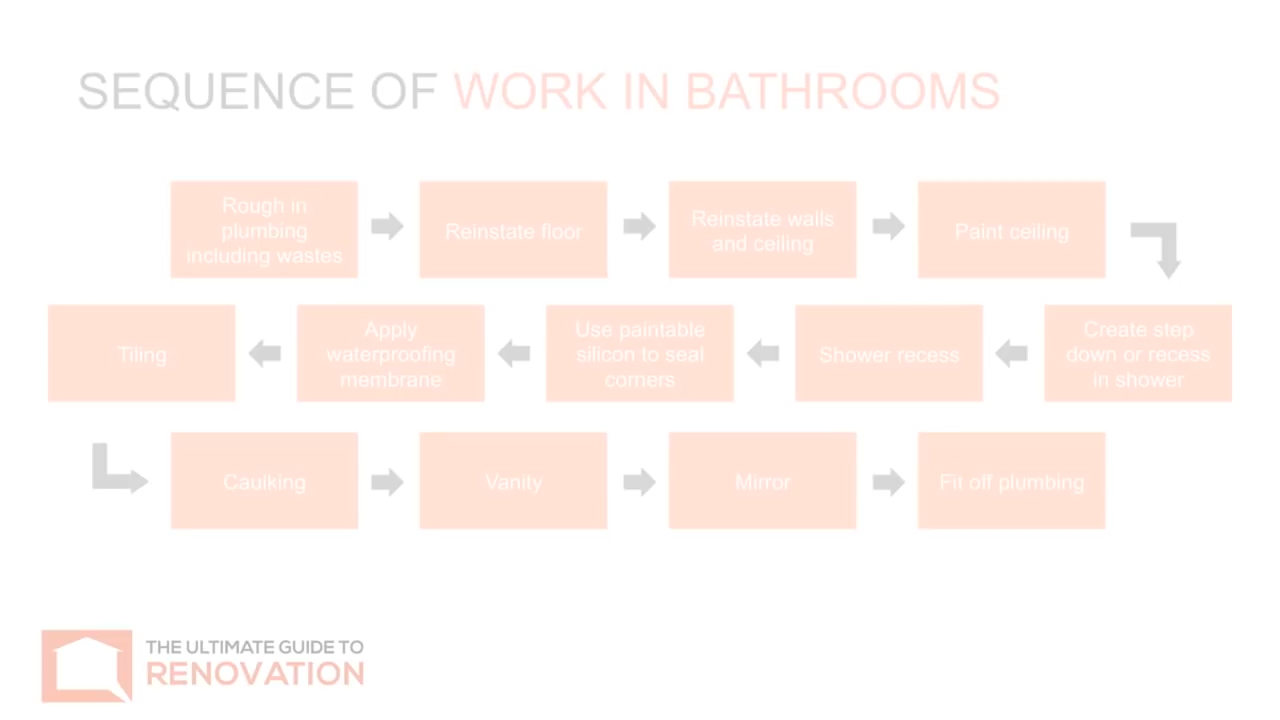 SEQUENCE OF WORK IN BATHROOMS
Rough in
plumbing
including wastes
Reinstate floor
Reinstate walls
and ceiling
Paint ceiling
Create step
down or recess
in shower
Shower recess
Use paintable
silicon to seal
corners
Apply
waterproofing
membrane
Tiling
Caulking
Vanity
Mirror
Fit off plumbing
THE ULTIMATE GUIDE TO
RENOVATION